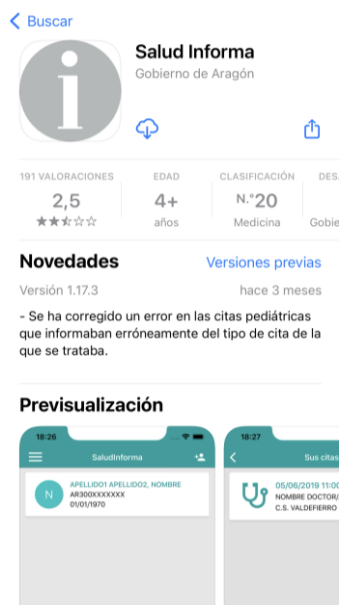 Buscar
Salud Informa
Gobierno de Aragón
191 VALORACIONES EDAD CLASIFICACIÓN
2,5 4+ N.º20
años Medicina
Novedades Versiones previas
Versión 1.17.3 hace 3 meses
- Se ha corregido un error en las citas pediátricas
que informaban erróneamente del tipo de cita de la
que se trataba.
Previsualización
18:26 18:27
SaludInforma Sus citas
N APELLIDO1 APELLIDO2, NOMBRE
AR300XXXXXX
01/01/1970
05/06/2019 11:00
NOMBRE DOCTOR/
C.S. VALDEFIERRO